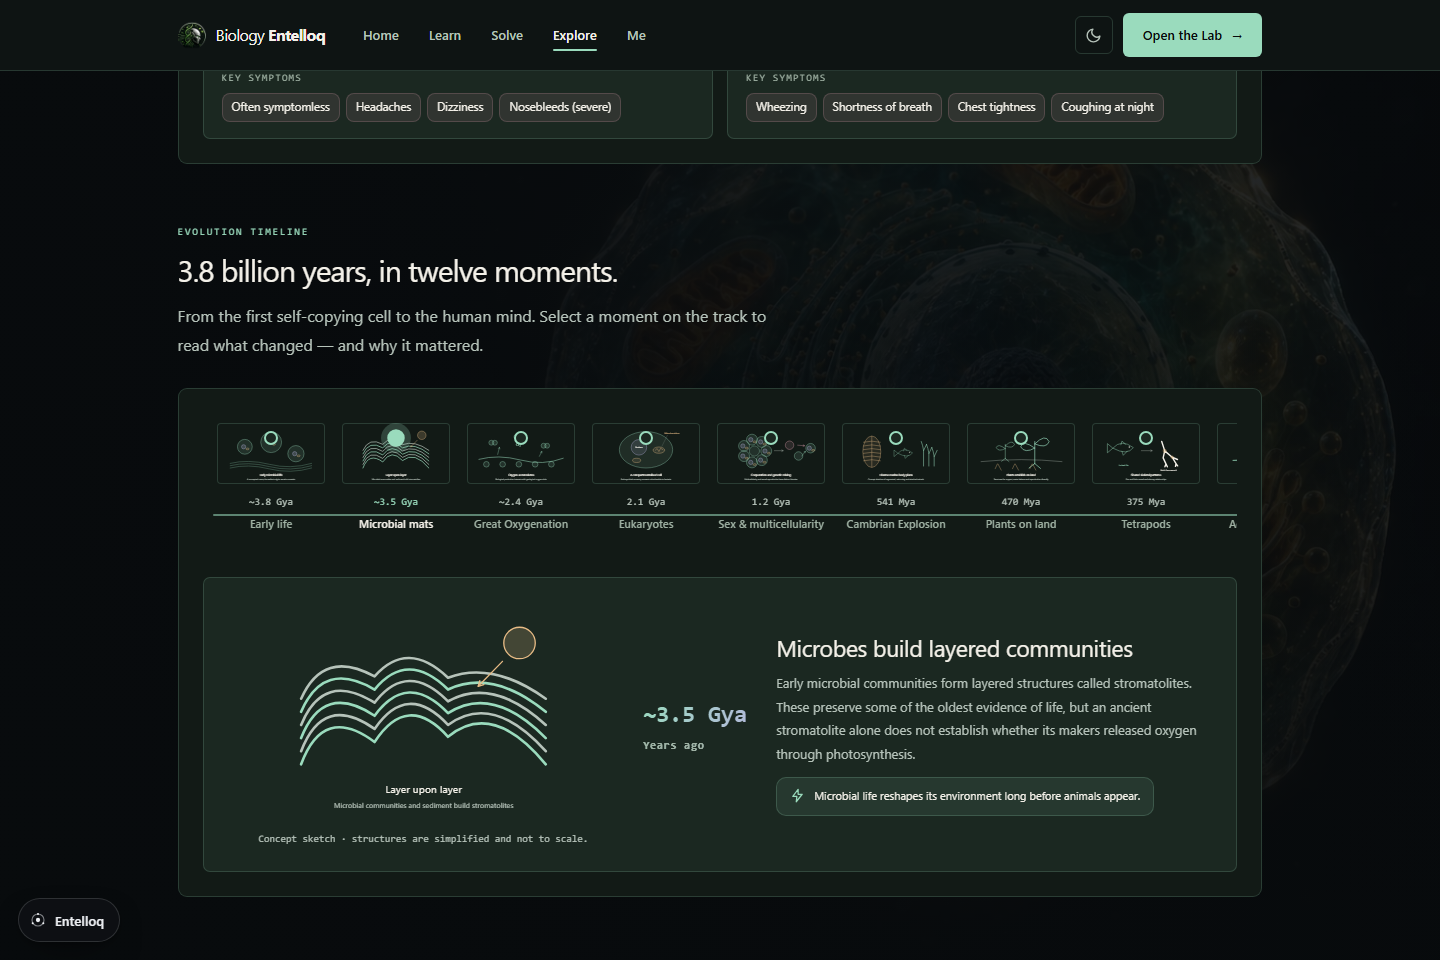 Biology Entelloq
Home
Learn
Solve
Explore
Me
Open the Lab →
KEY SYMPTOMS
Often symptomless
Headaches
Dizziness
Nosebleeds (severe)
KEY SYMPTOMS
Wheezing
Shortness of breath
Chest tightness
Coughing at night
EVOLUTION TIMELINE
3.8 billion years, in twelve moments.
From the first self-copying cell to the human mind. Select a moment on the track to
read what changed — and why it mattered.
~3.8 Gya
Early life
~3.5 Gya
Microbial mats
~2.4 Gya
Great Oxygenation
2.1 Gya
Eukaryotes
1.2 Gya
Sex & multicellularity
541 Mya
Cambrian Explosion
470 Mya
Plants on land
375 Mya
Tetrapods
Layer upon layer
Microbial communities and sediment build stromatolites
Concept sketch · structures are simplified and not to scale.
~3.5 Gya
Years ago
Microbes build layered communities
Early microbial communities form layered structures called stromatolites.
These preserve some of the oldest evidence of life, but an ancient
stromatolite alone does not establish whether its makers released oxygen
through photosynthesis.
Microbial life reshapes its environment long before animals appear.
Entelloq